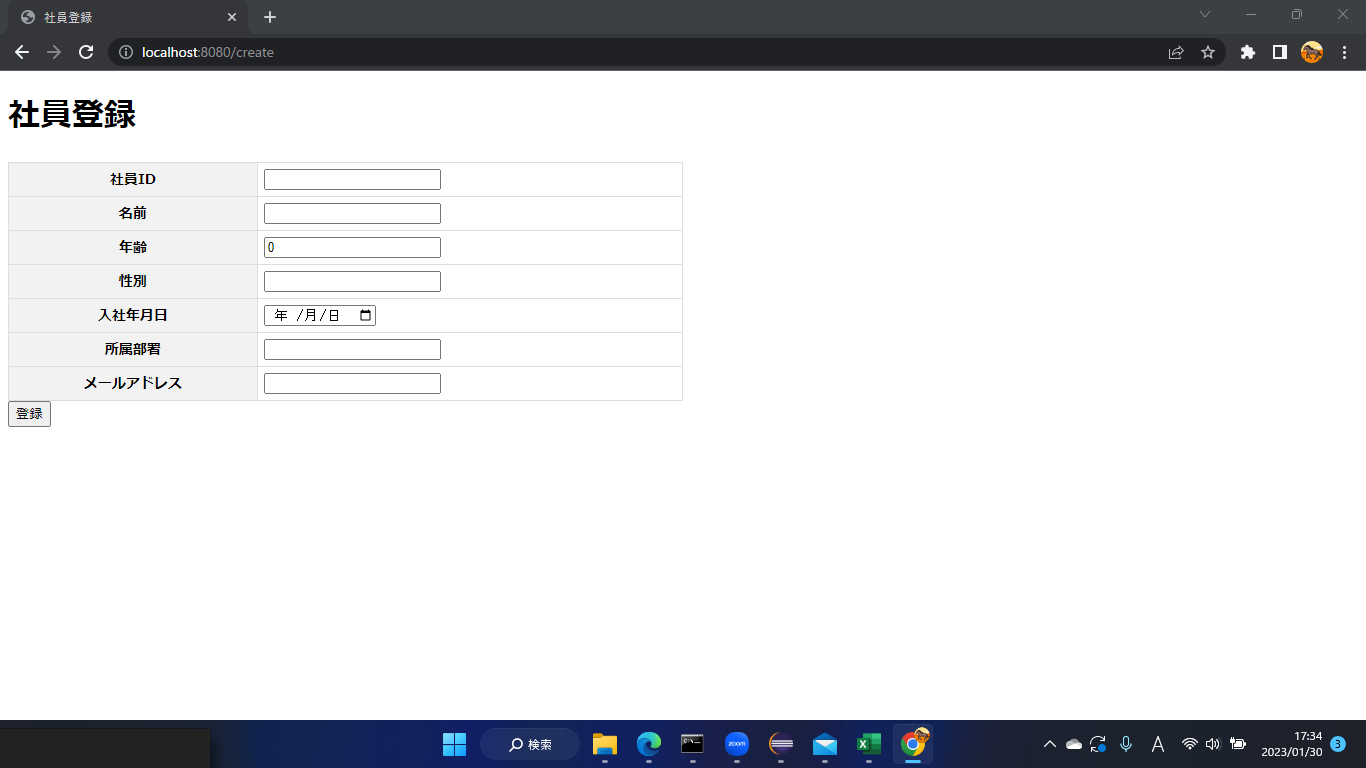 社員登録
localhost:8080/create
社員登録
社員ID
名前
年齢
0
性別
入社年月日
年 /月/日
所属部署
メールアドレス
登録
検索
zoom
A
17:34
2023/01/30
3